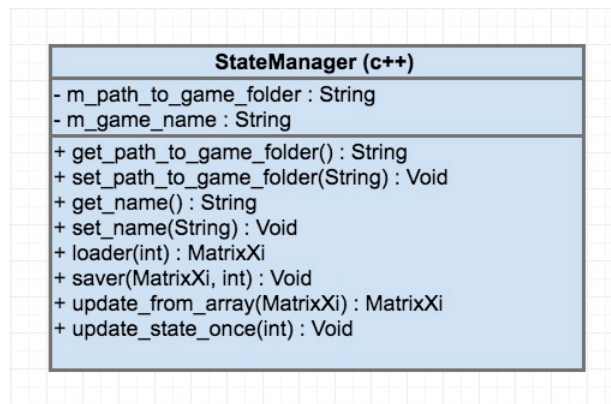 StateManager (c++)
- m_path_to_game_folder : String
- m_game_name : String
+ get_path_to_game_folder() : String
+ set_path_to_game_folder(String) : Void
+ get_name() : String
+ set_name(String) : Void
+ loader(int) : MatrixXi
+ saver(MatrixXi, int) : Void
+ update_from_array(MatrixXi) : MatrixXi
+ update_state_once(int) : Void